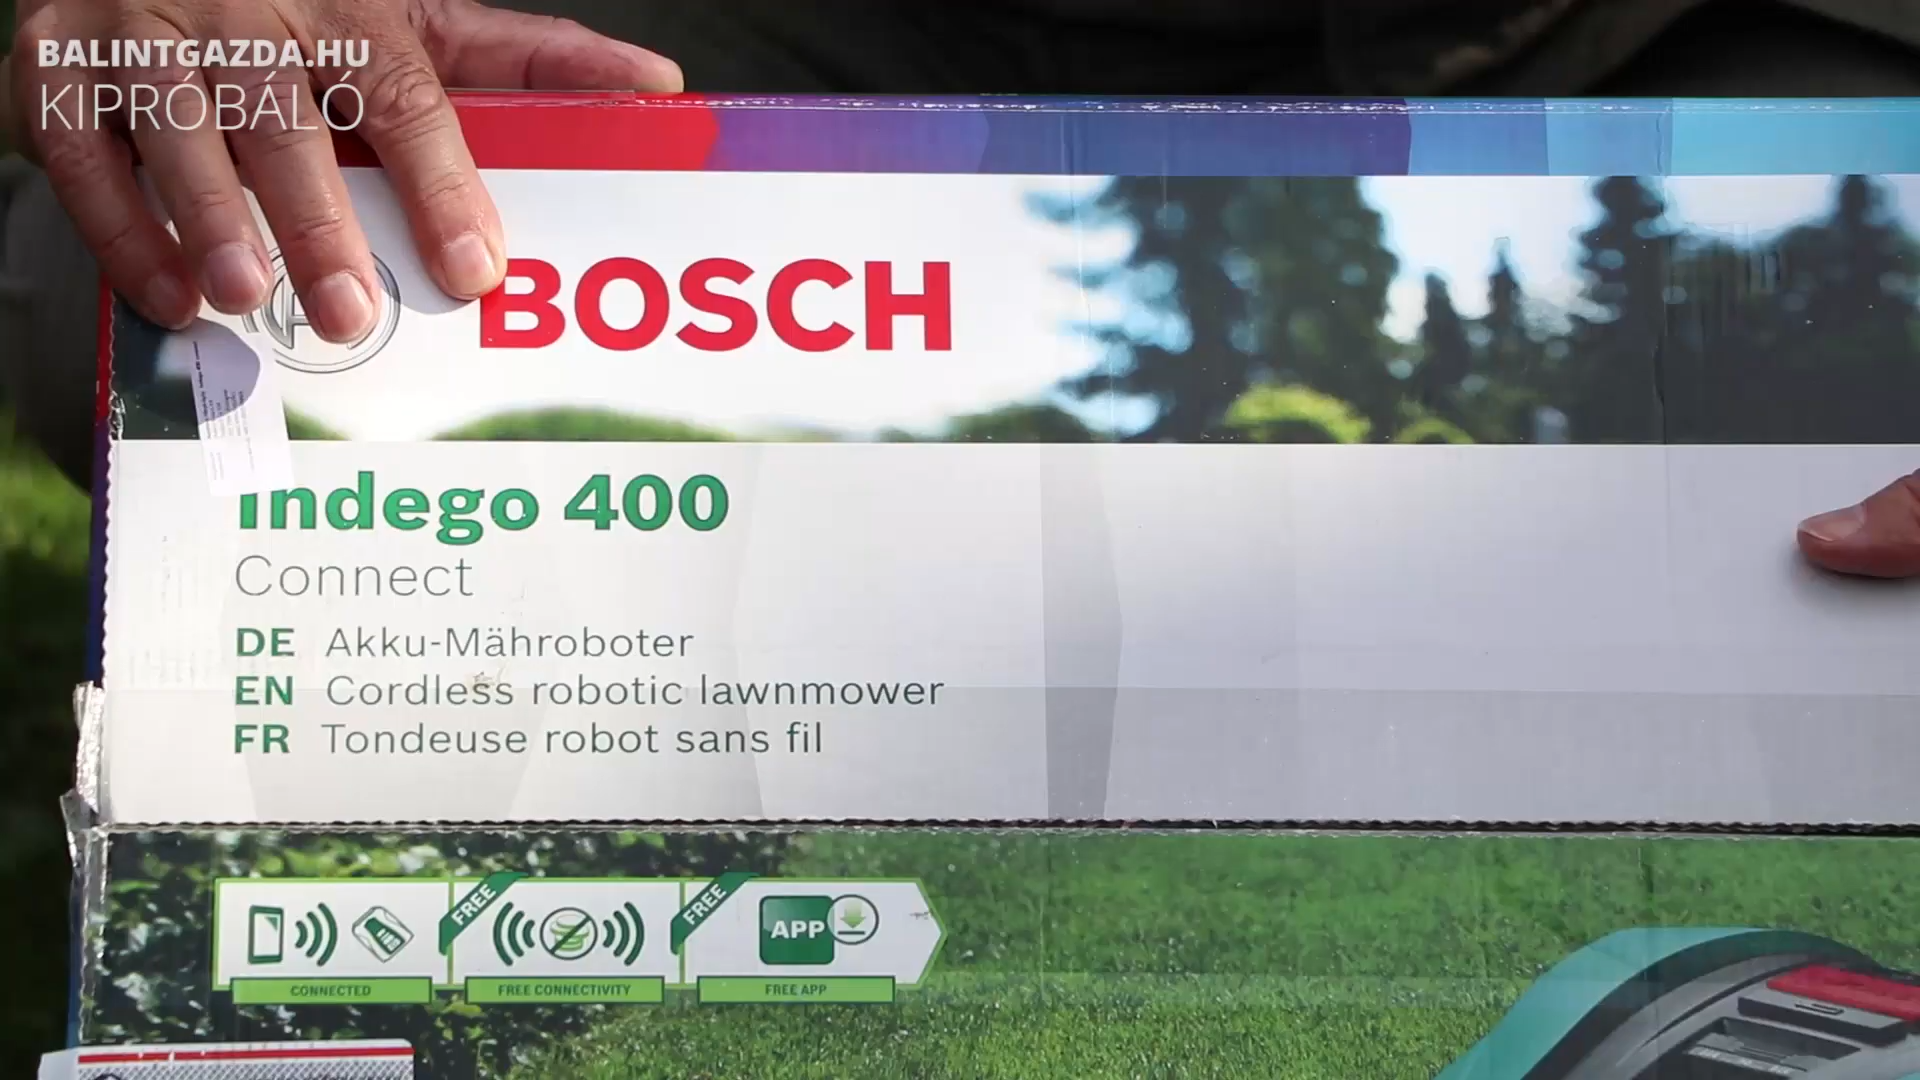 BALINTGAZDA.HU
KIPRÓBÁLÓ
BOSCH
Indego 400
Connect
DE Akku-Mähroboter
EN Cordless robotic lawnmower
FR Tondeuse robot sans fil
FREE
FREE
APP
CONNECTED
FREE CONNECTIVITY
FREE APP